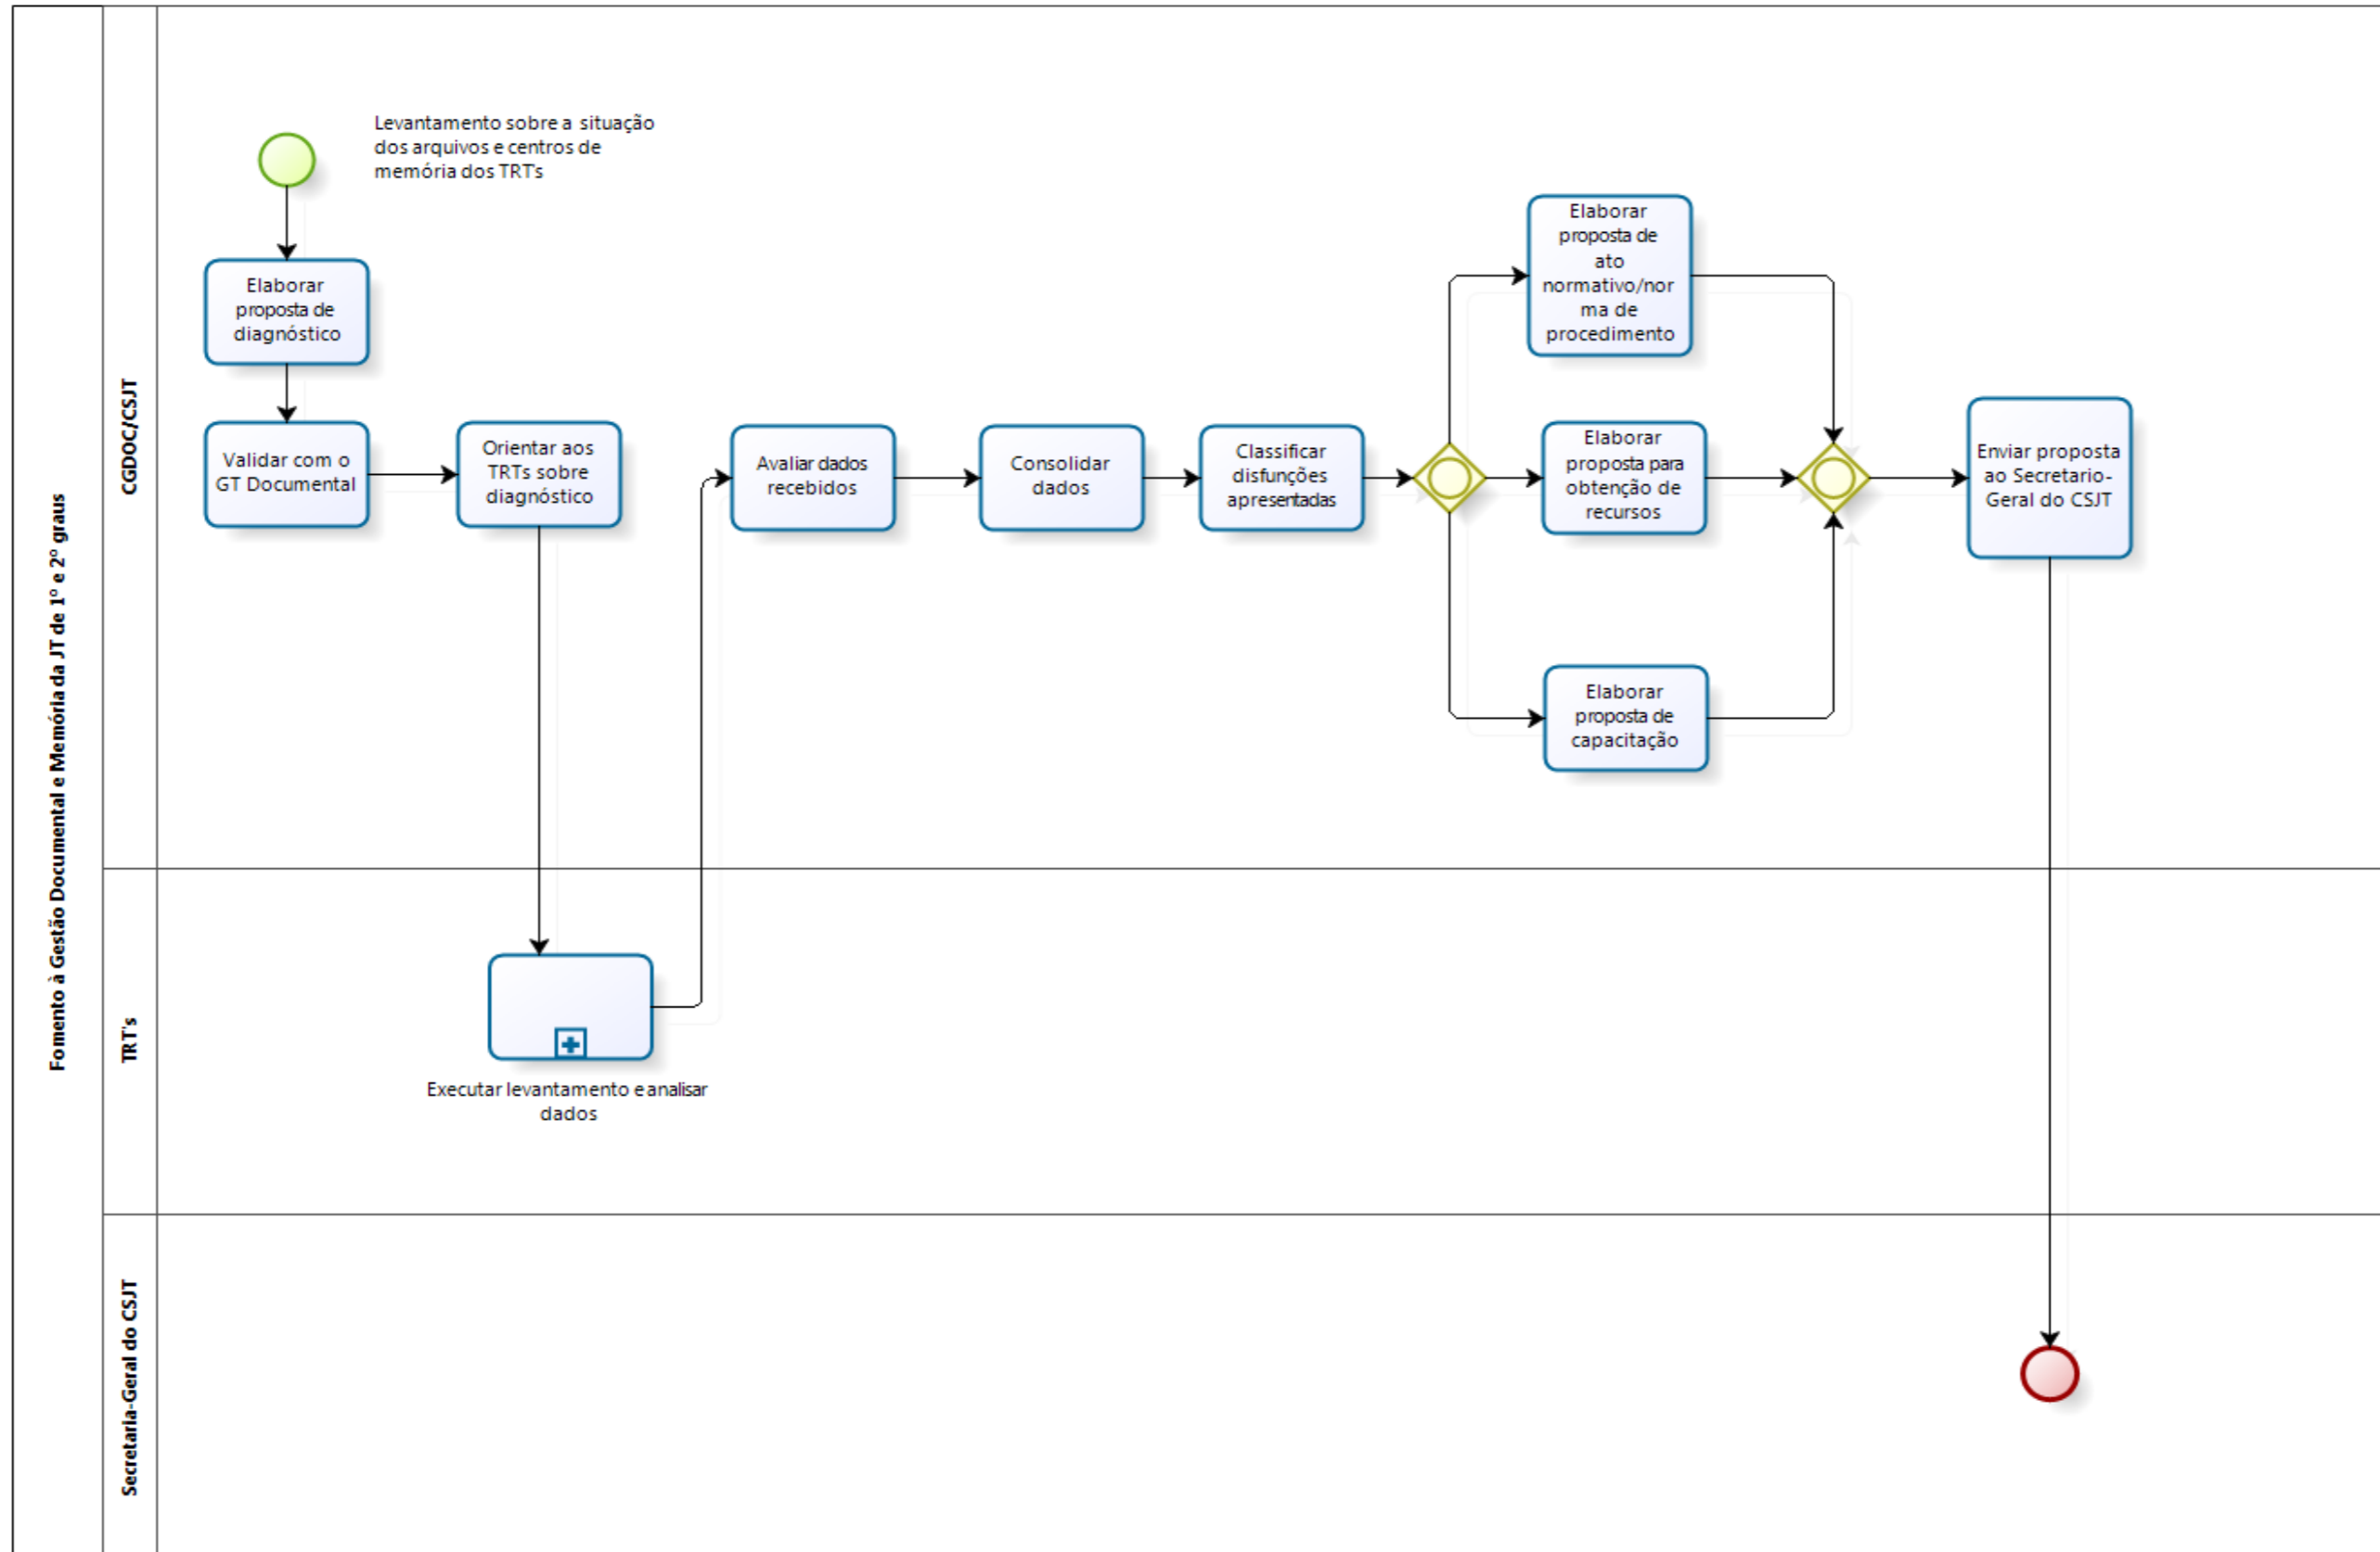 Fomento à Gestão Documental e Memória da JT de 1º e 2º graus
CGDOC/CSJT
Levantamento sobre a situação
dos arquivos e centros de
memória dos TRT's
Elaborar
proposta de
diagnóstico
Validar com o
GT Documental
Orientar aos
TRTs sobre
diagnóstico
Avaliar dados
recebidos
Consolidar
dados
Classificar
disfunções
apresentadas
Elaborar
proposta de
ato
normativo/nor
ma de
procedimento
Elaborar
proposta para
obtenção de
recursos
Elaborar
proposta de
capacitação
Enviar proposta
ao Secretario-
Geral do CSJT
TRT's
Executar levantamento e analisar
dados
Secretaria-Geral do CSJT